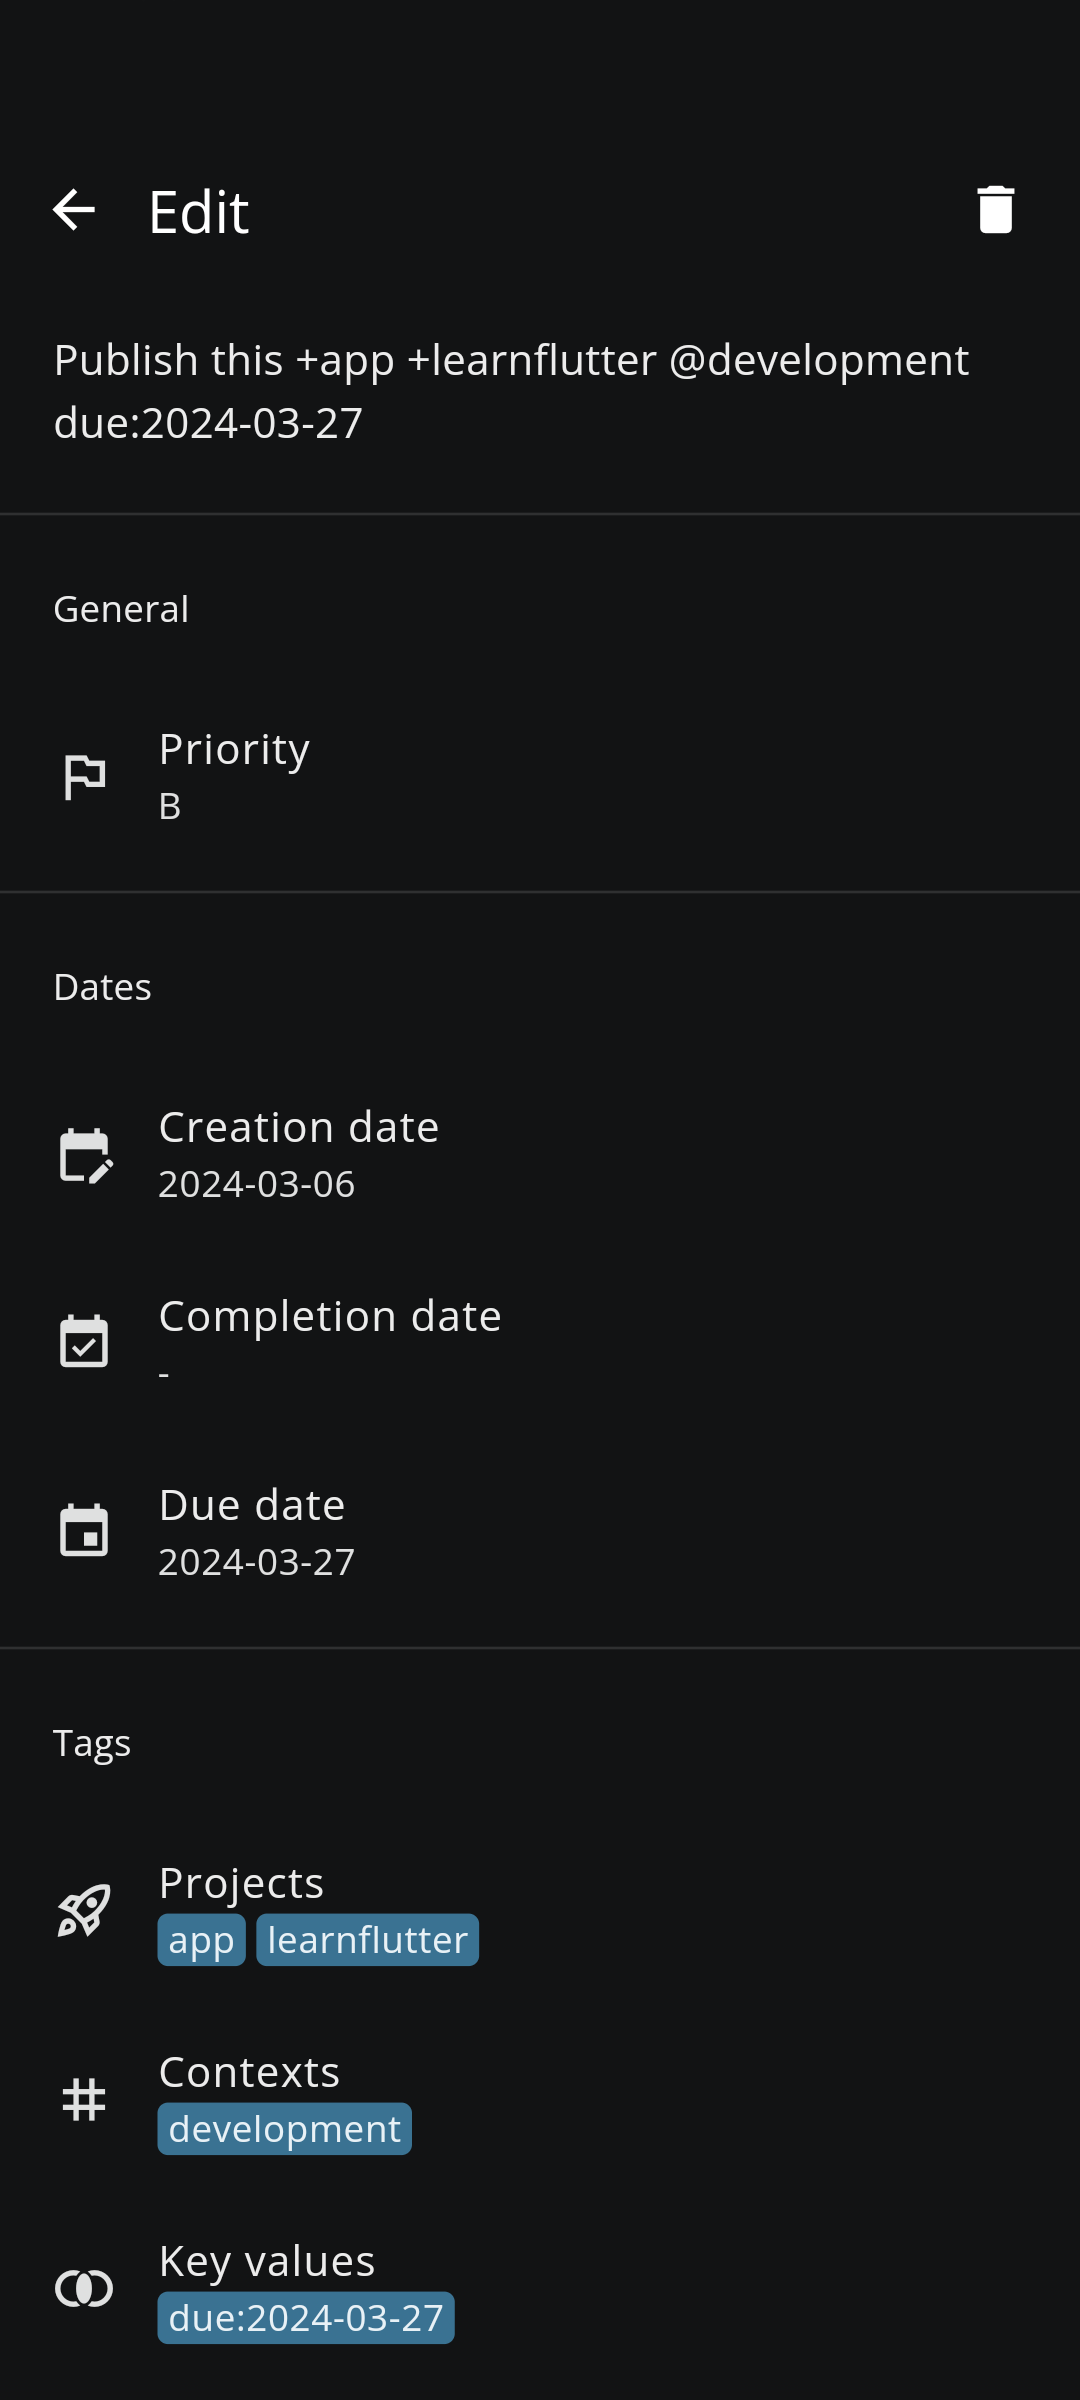 Edit
Publish this +app +learnflutter @development
due:2024-03-27
General
Priority
B
Dates
Creation date
2024-03-06
Completion date
-
Due date
2024-03-27
Tags
Projects
app learnflutter
Contexts
development
Key values
due:2024-03-27